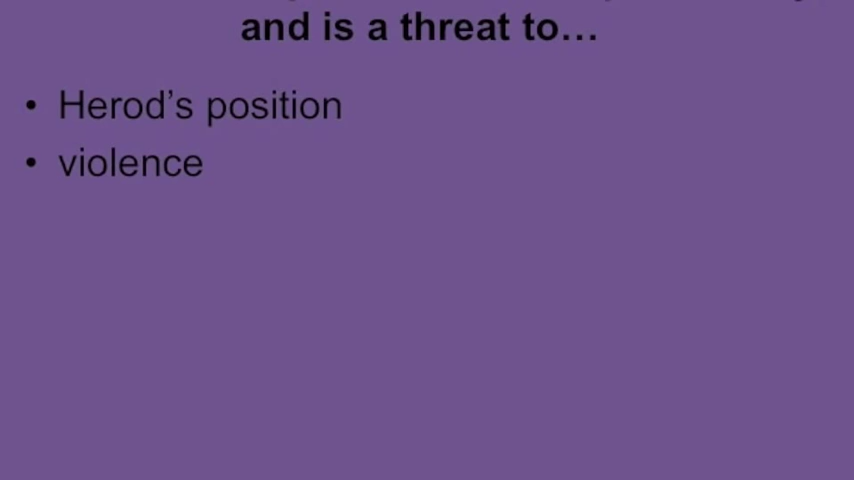 and is a threat to…
• Herod’s position
• violence